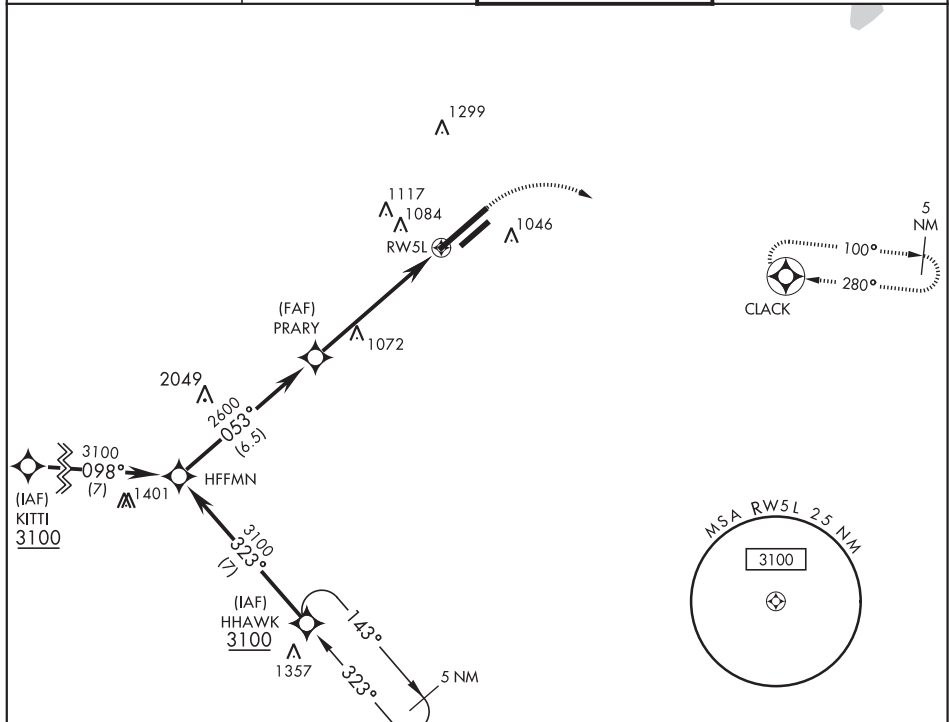 1299
1117
1084
1046
RW5L
5
NM
100°
280°
CLACK
(FAF)
PRARY
1072
2049
2600
053°
(6.5)
3100
098°
(7)
1401
HFFMN
(IAF)
KITTI
3100
3100
323°
(7)
(IAF)
HHAWK
3100
1357
143°
323°
5 NM
MSA RW5L 25 NM
3100